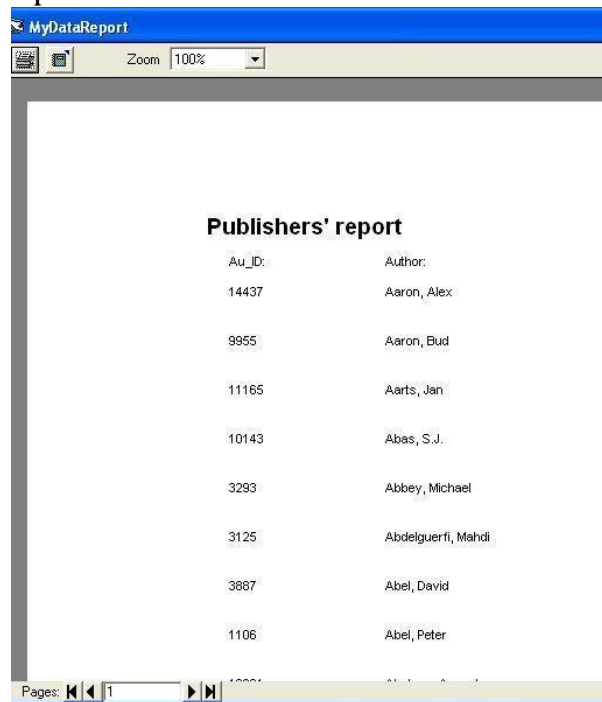 MyDataReport
Zoom 100%
Publishers' report
Au_ID: Author:
14437 Aaron, Alex
9955 Aaron, Bud
11165 Aarts, Jan
10143 Abas, S.J.
3293 Abbey, Michael
3125 Abdelguerfi, Mahdi
3887 Abel, David
1106 Abel, Peter
Pages: 1